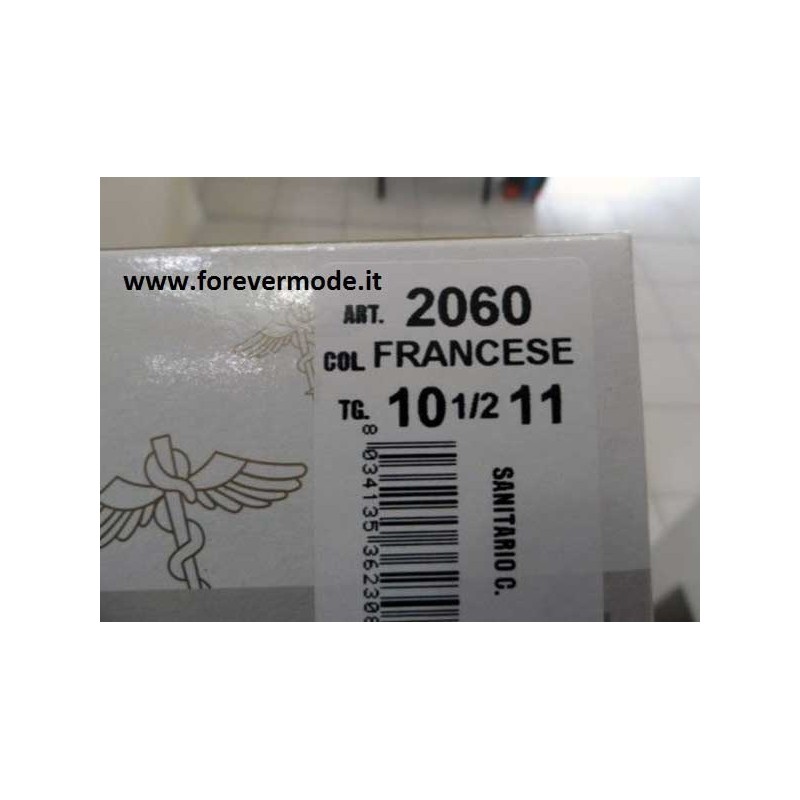 www.forevermode.it
ART. 2060
COL FRANCESE
TG. 10 1/2 11
8 034135 362308
SANITARIO C.